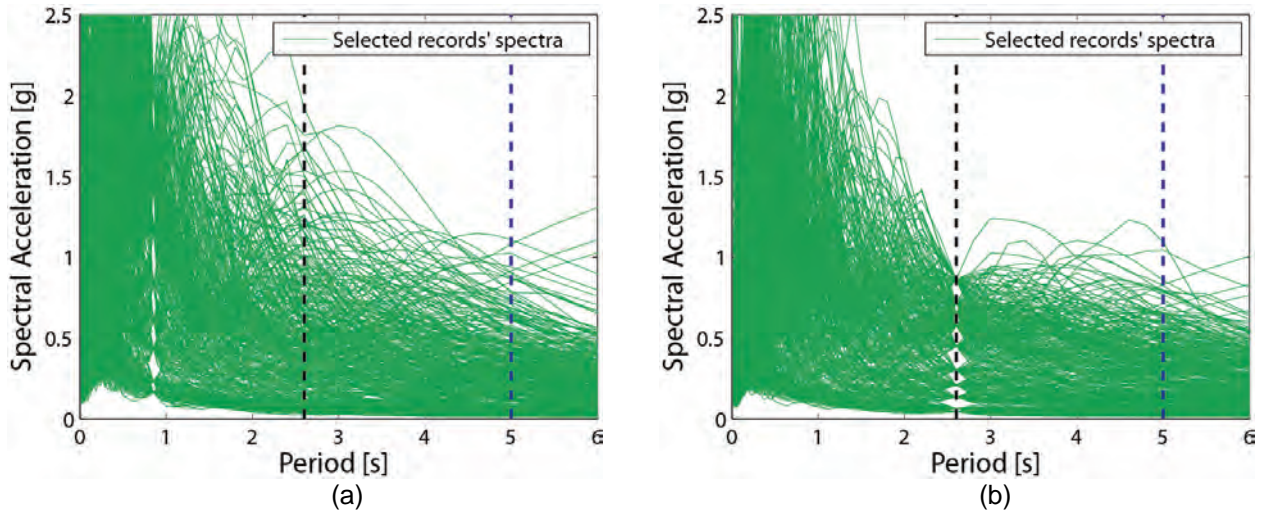 Selected records' spectra
Spectral Acceleration [g]
2.5
2
1.5
1
0.5
0
0 1 2 3 4 5 6
Period [s]
(a)
Selected records' spectra
Spectral Acceleration [g]
2.5
2
1.5
1
0.5
0
0 1 2 3 4 5 6
Period [s]
(b)